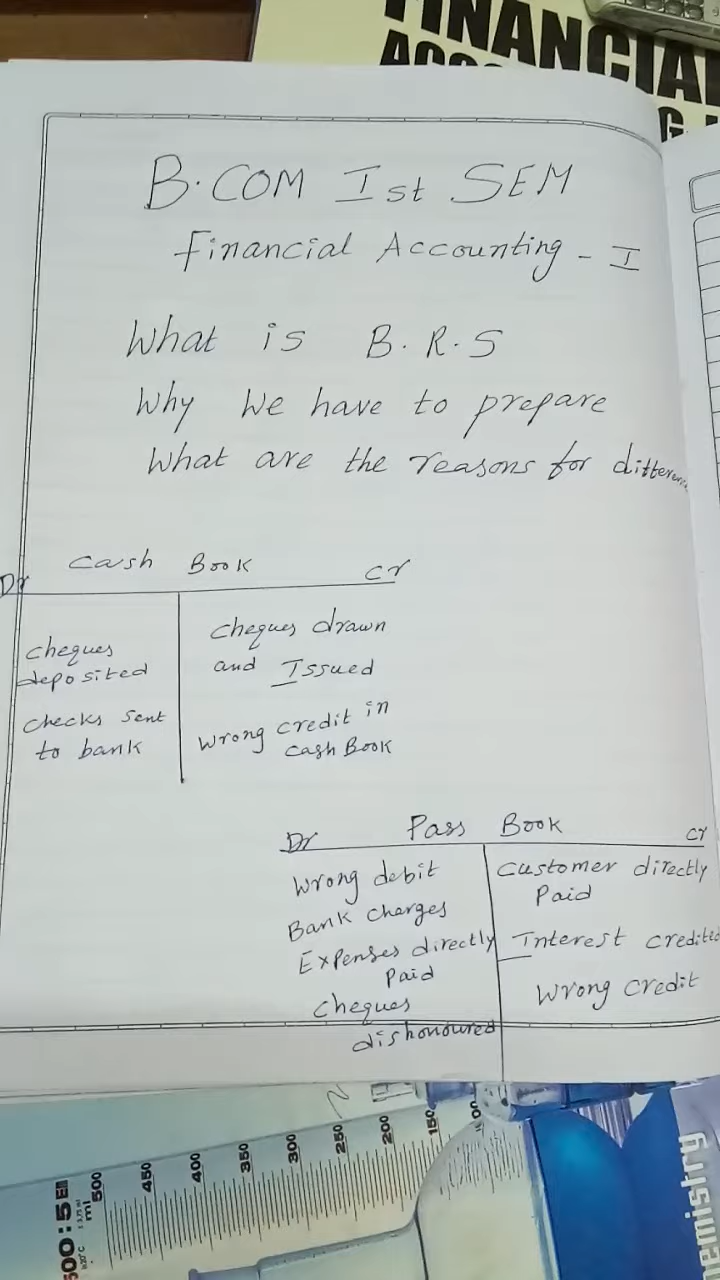 FINANCIAL
B.COM Ist SEM
Financial Accounting - I
What is B.R.S
Why We have to prepare
What are the reasons for
Cash Book
Dr Cr
cheques deposited
checks sent to bank
cheques drawn and Issued
wrong credit in cash Book
Dr Pass Book cr
Wrong debit
Bank charges
Expenses directly Paid
cheques dishonoured
Customer directly Paid
Interest credited
Wrong credit
500
450
400
350
300
250
200
150
ml
emistry